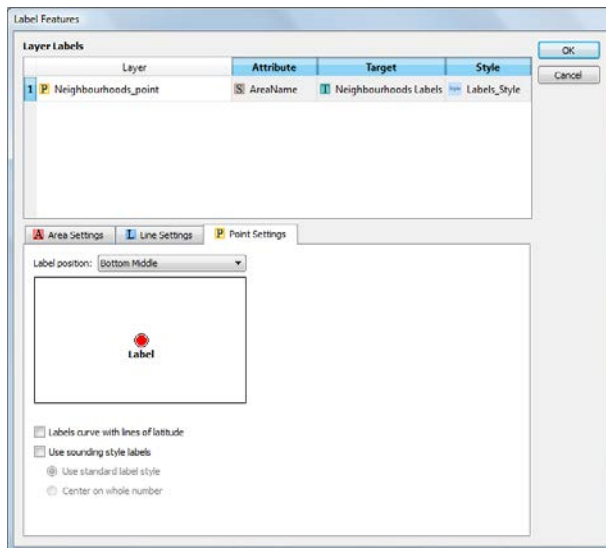 Label Features
Layer Labels
Layer Attribute Target Style
1 P Neighbourhoods_point S AreaName T Neighbourhoods Labels Style Labels_Style
OK
Cancel
A Area Settings L Line Settings P Point Settings
Label position: Bottom Middle
Label
Labels curve with lines of latitude
Use sounding style labels
Use standard label style
Center on whole number